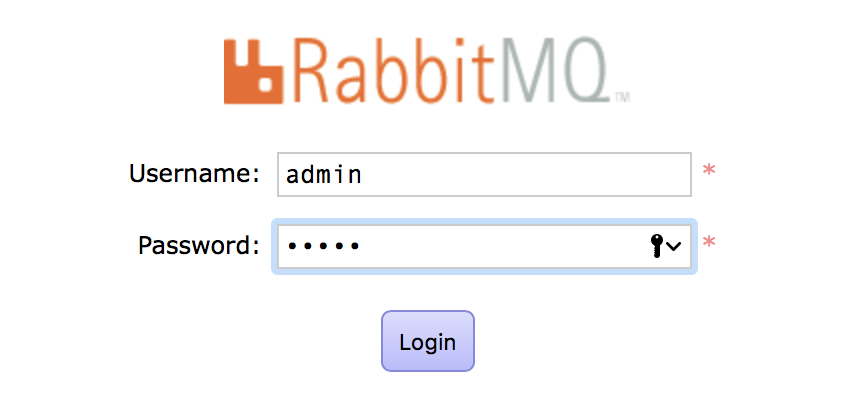 RabbitMQ™
Username: admin *
Password: ••••• *
Login